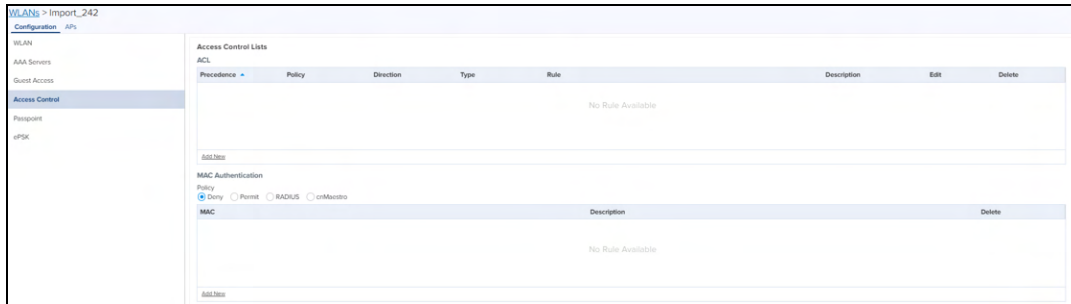 WLANs > Import_242
Configuration APs
WLAN
AAA Servers
Guest Access
Access Control
Passpoint
ePSK
Access Control Lists
ACL
Precedence Policy Direction Type Rule Description Edit Delete
No Rule Available
Add New
MAC Authentication
Policy
Deny Permit RADIUS cnMaestro
MAC Description Delete
No Rule Available
Add New